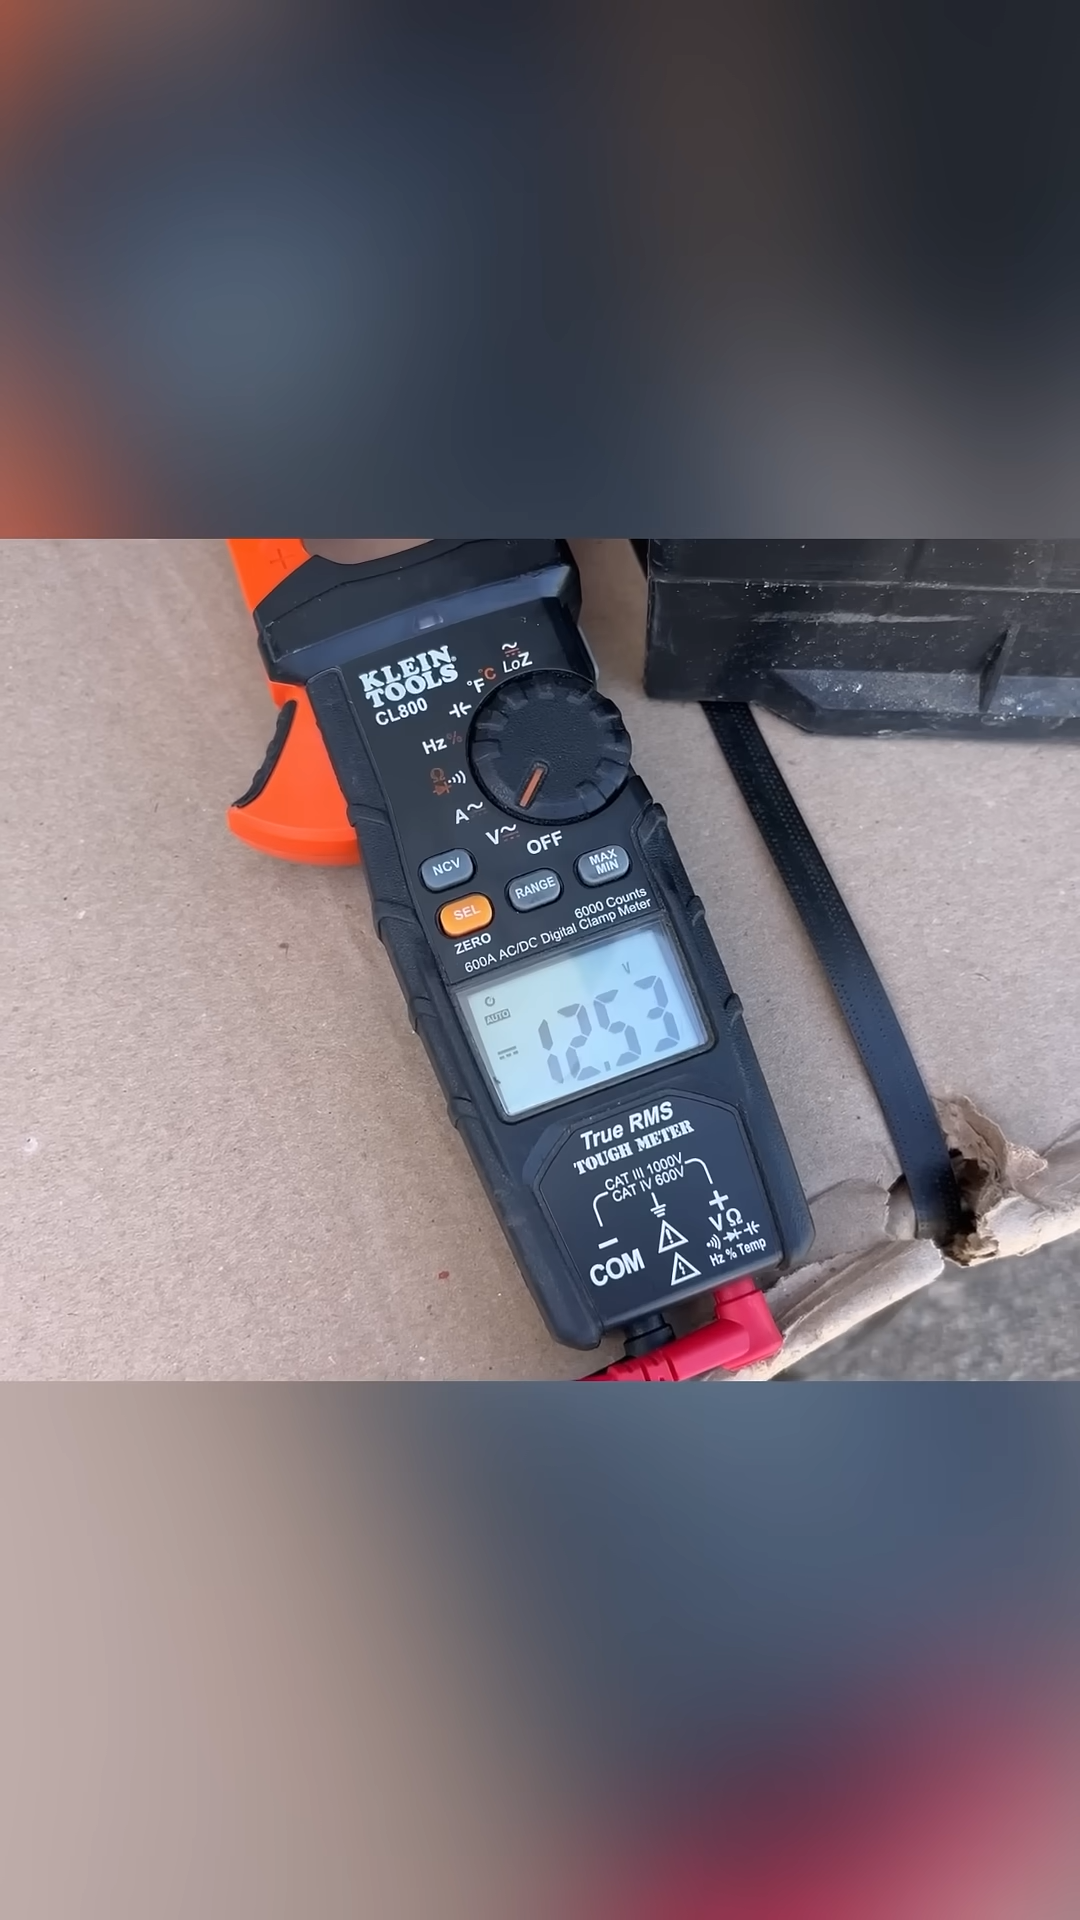 KLEIN
TOOLS
CL800
LoZ
°F °C
Hz %
Ω
A
V
OFF
NCV
RANGE
MAX
MIN
SEL
ZERO
6000 Counts
600A AC/DC Digital Clamp Meter
V
AUTO
12.53
True RMS
TOUGH METER
CAT III 1000V
CAT IV 600V
+
−
V Ω
COM
Hz % Temp